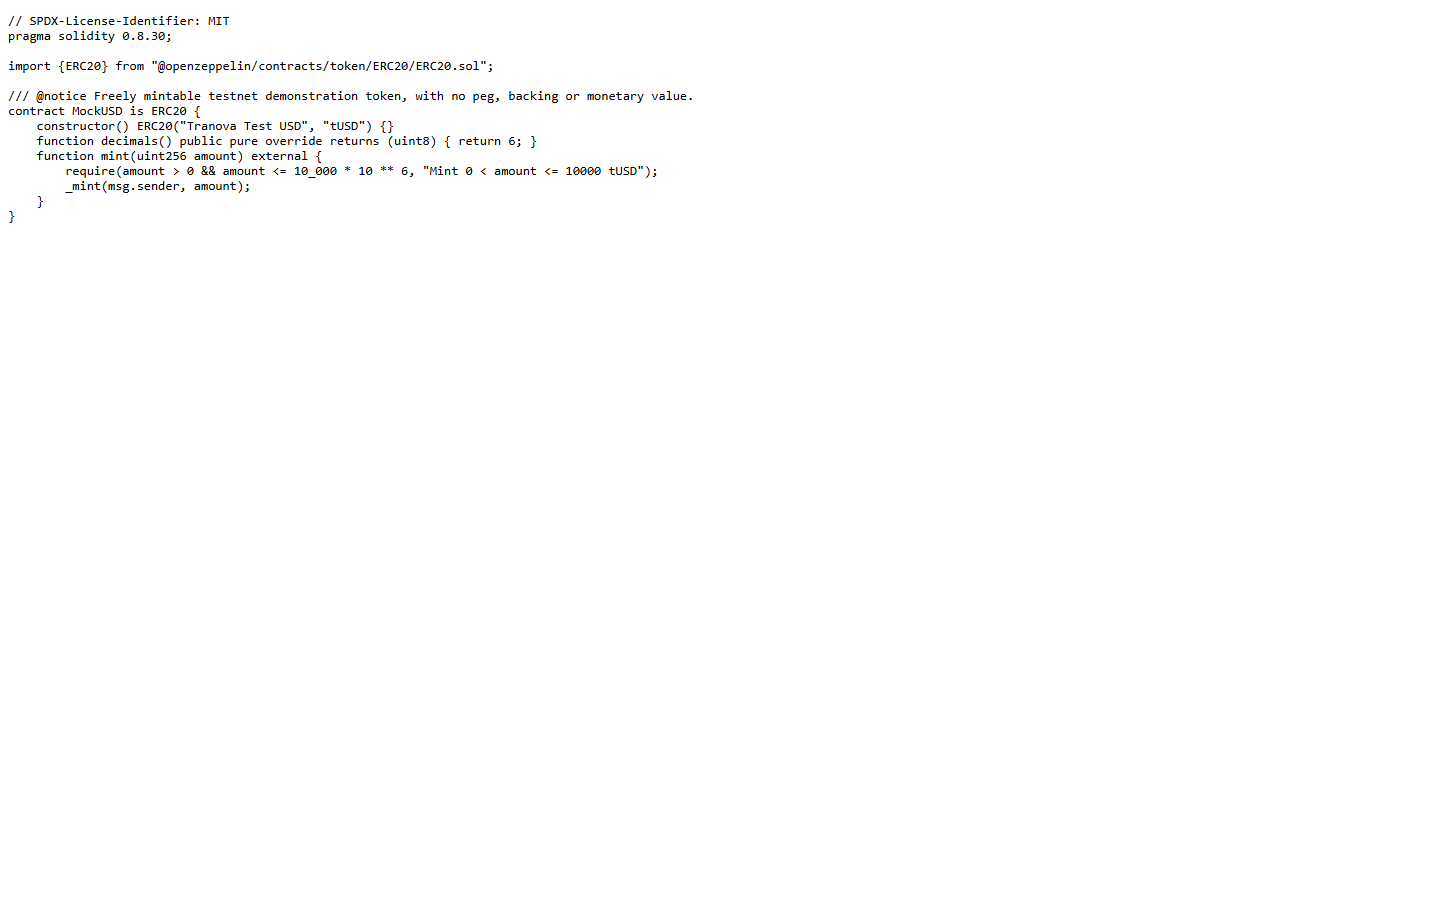 // SPDX-License-Identifier: MIT
pragma solidity 0.8.30;

import {ERC20} from "@openzeppelin/contracts/token/ERC20/ERC20.sol";

/// @notice Freely mintable testnet demonstration token, with no peg, backing or monetary value.
contract MockUSD is ERC20 {
    constructor() ERC20("Tranova Test USD", "tUSD") {}
    function decimals() public pure override returns (uint8) { return 6; }
    function mint(uint256 amount) external {
        require(amount > 0 && amount <= 10_000 * 10 ** 6, "Mint 0 < amount <= 10000 tUSD");
        _mint(msg.sender, amount);
    }
}